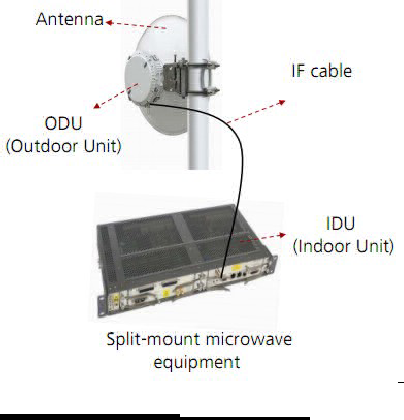 Antenna
IF cable
ODU
(Outdoor Unit)
IDU
(Indoor Unit)
Split-mount microwave
equipment